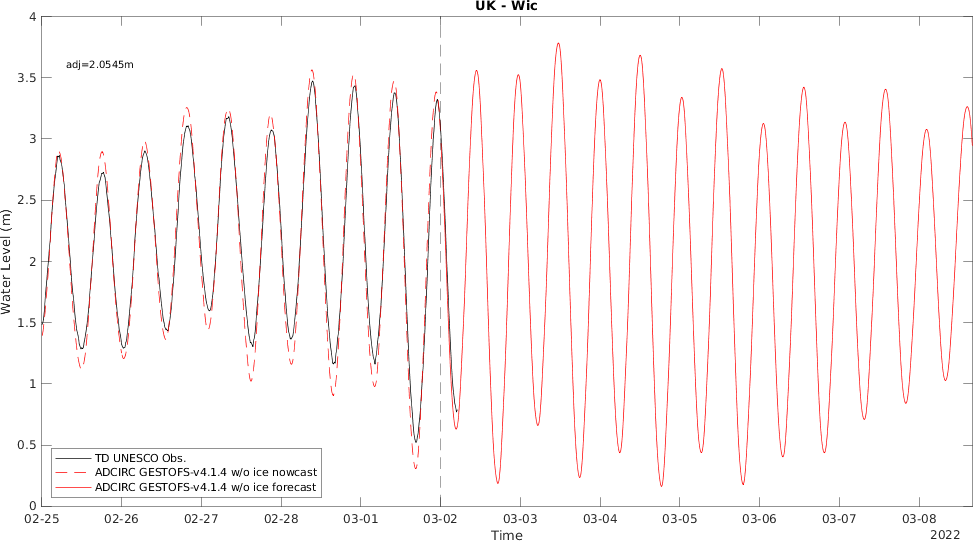 UK - Wic
4
3.5
3
2.5
2
1.5
1
0.5
0
Water Level (m)
adj=2.0545m
TD UNESCO Obs.
ADCIRC GESTOFS-v4.1.4 w/o ice nowcast
ADCIRC GESTOFS-v4.1.4 w/o ice forecast
02-25 02-26 02-27 02-28 03-01 03-02 03-03 03-04 03-05 03-06 03-07 03-08
Time
2022